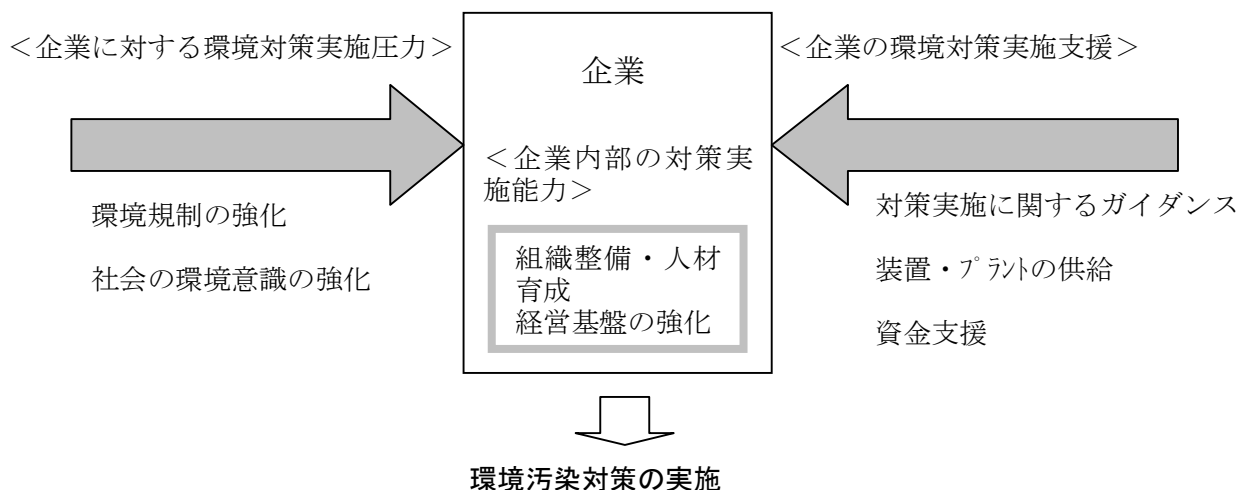 ＜企業に対する環境対策実施圧力＞
環境規制の強化
社会の環境意識の強化
企業
＜企業内部の対策実
施能力＞
組織整備・人材
育成
経営基盤の強化
＜企業の環境対策実施支援＞
対策実施に関するガイダンス
装置・ﾌﾟﾗﾝﾄの供給
資金支援
環境汚染対策の実施